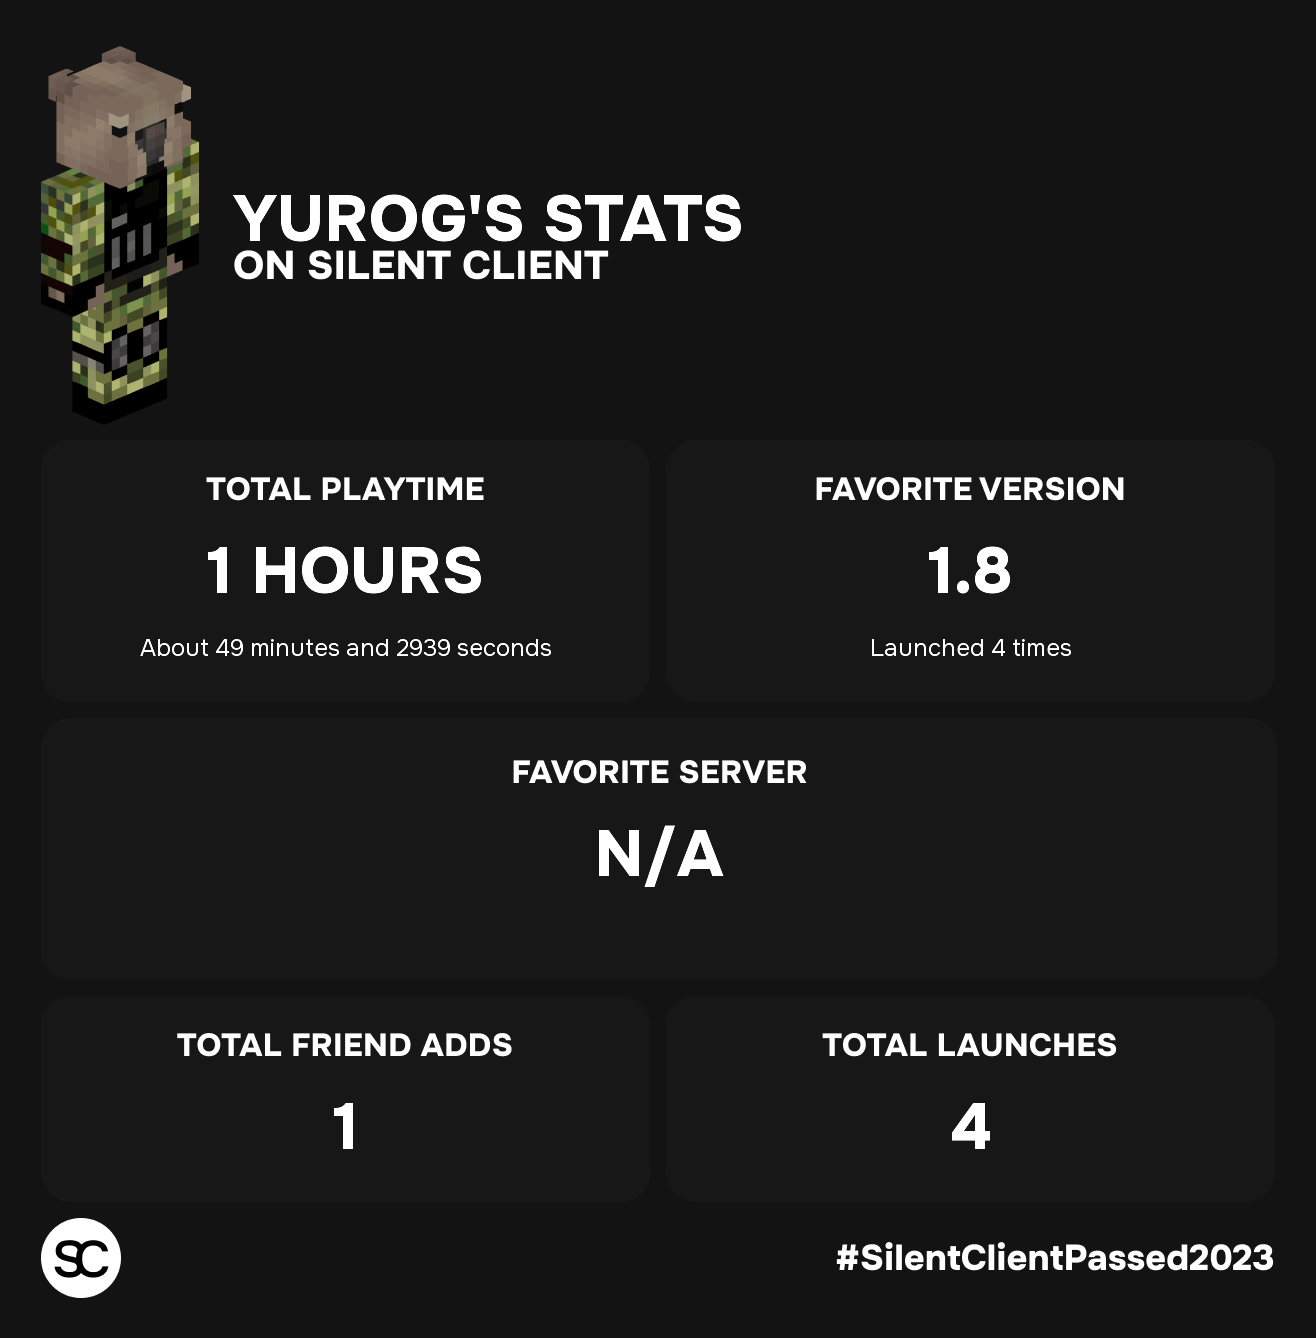 YUROG'S STATS
ON SILENT CLIENT
TOTAL PLAYTIME
1 HOURS
About 49 minutes and 2939 seconds
FAVORITE VERSION
1.8
Launched 4 times
FAVORITE SERVER
N/A
TOTAL FRIEND ADDS
1
TOTAL LAUNCHES
4
SC
#SilentClientPassed2023